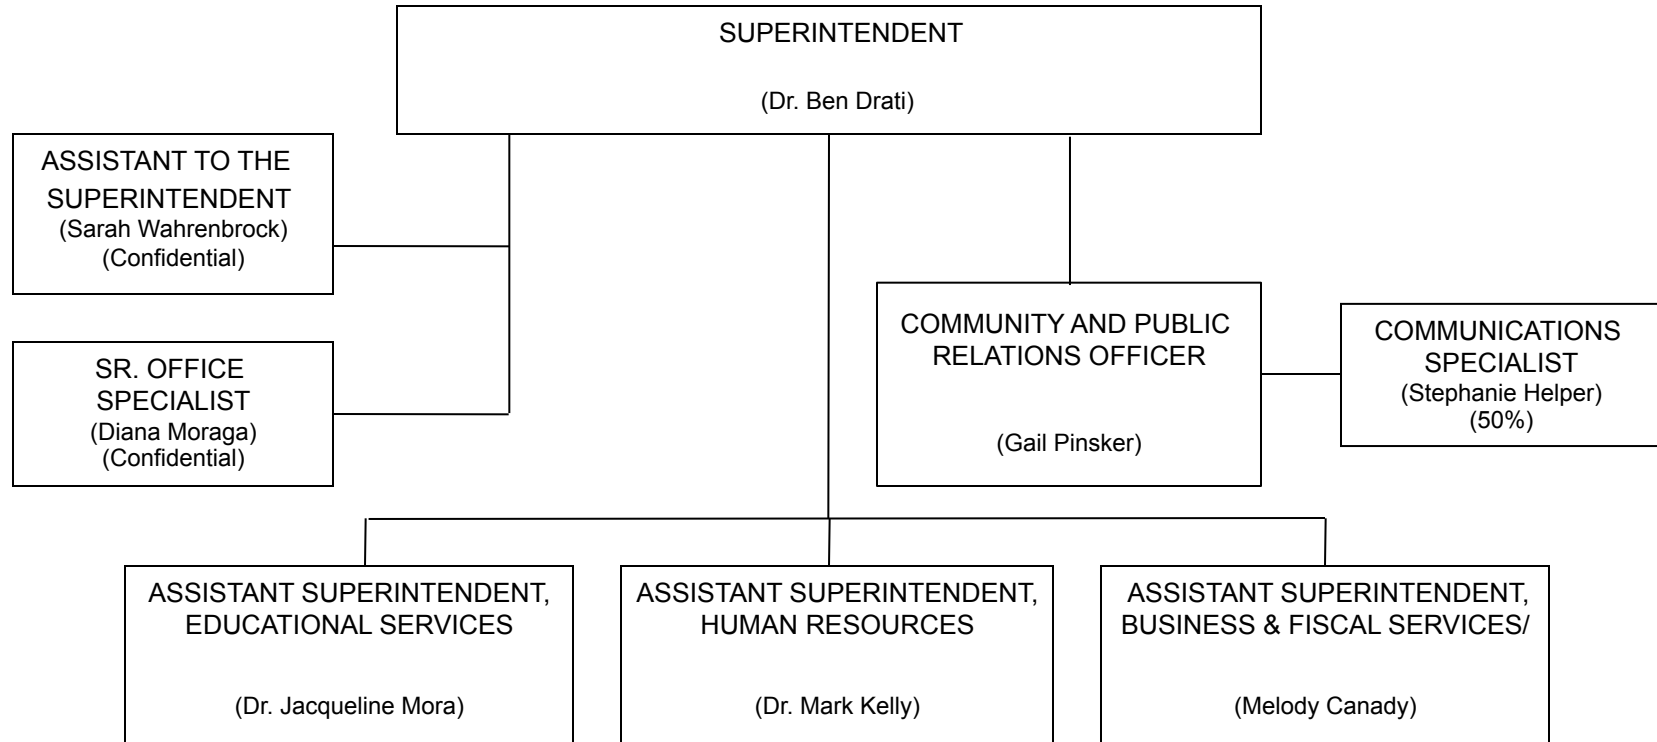 SUPERINTENDENT
(Dr. Ben Drati)
ASSISTANT TO THE
SUPERINTENDENT
(Sarah Wahrenbrock)
(Confidential)
SR. OFFICE
SPECIALIST
(Diana Moraga)
(Confidential)
COMMUNITY AND PUBLIC
RELATIONS OFFICER
(Gail Pinsker)
COMMUNICATIONS
SPECIALIST
(Stephanie Helper)
(50%)
ASSISTANT SUPERINTENDENT,
EDUCATIONAL SERVICES
(Dr. Jacqueline Mora)
ASSISTANT SUPERINTENDENT,
HUMAN RESOURCES
(Dr. Mark Kelly)
ASSISTANT SUPERINTENDENT,
BUSINESS & FISCAL SERVICES/
(Melody Canady)